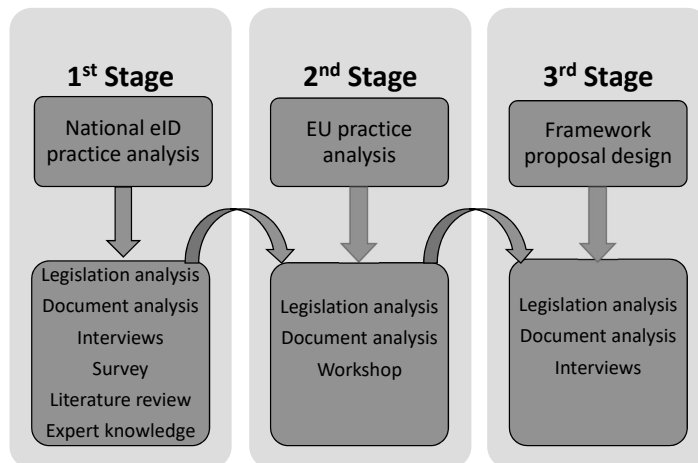 1st Stage
National eID
practice analysis
Legislation analysis
Document analysis
Interviews
Survey
Literature review
Expert knowledge
2nd Stage
EU practice
analysis
Legislation analysis
Document analysis
Workshop
3rd Stage
Framework
proposal design
Legislation analysis
Document analysis
Interviews